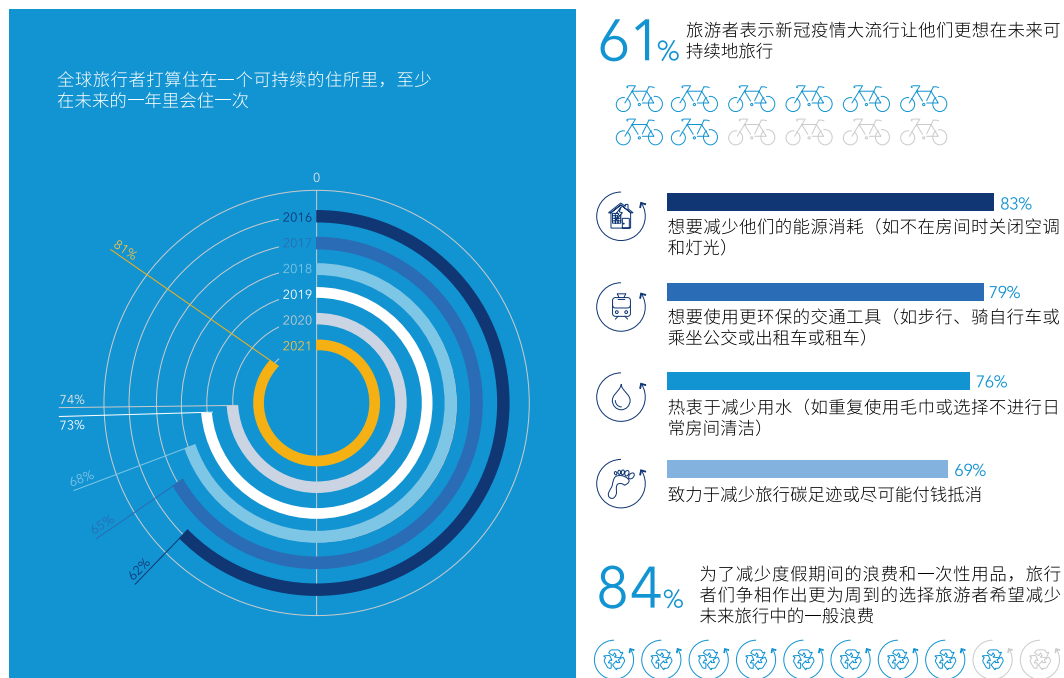 全球旅行者打算住在一个可持续的住所里，至少
在未来的一年里会住一次
0
2016
2017
2018
2019
2020
2021
81%
74%
73%
68%
65%
62%
61%
旅游者表示新冠疫情大流行让他们更想在未来可
持续地旅行
83%
想要减少他们的能源消耗（如不在房间时关闭空调
和灯光）
79%
想要使用更环保的交通工具（如步行、骑自行车或
乘坐公交或出租车或租车）
76%
热衷于减少用水（如重复使用毛巾或选择不进行日
常房间清洁）
69%
致力于减少旅行碳足迹或尽可能付钱抵消
84%
为了减少度假期间的浪费和一次性用品，旅行
者们争相作出更为周到的选择旅游者希望减少
未来旅行中的一般浪费